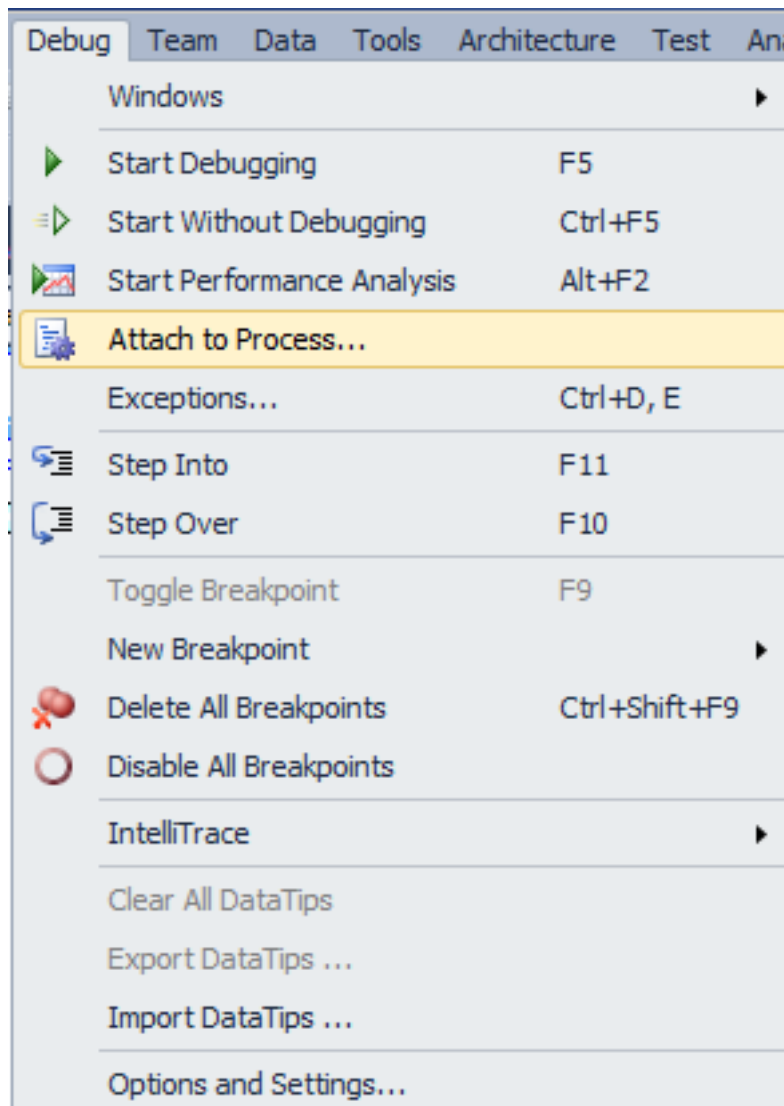 Debug Team Data Tools Architecture Test
Windows
Start Debugging F5
Start Without Debugging Ctrl+F5
Start Performance Analysis Alt+F2
Attach to Process...
Exceptions... Ctrl+D, E
Step Into F11
Step Over F10
Toggle Breakpoint F9
New Breakpoint
Delete All Breakpoints Ctrl+Shift+F9
Disable All Breakpoints
IntelliTrace
Clear All DataTips
Export DataTips ...
Import DataTips ...
Options and Settings...